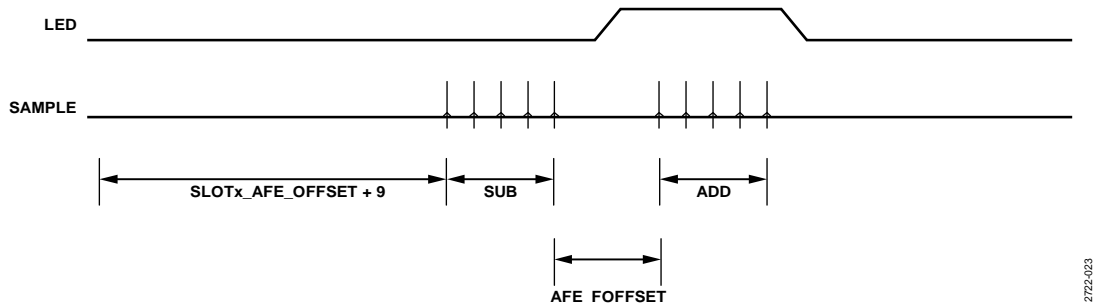 LED
SAMPLE
SLOTx_AFE_OFFSET + 9
SUB
ADD
AFE_FOFFSET
2722-023